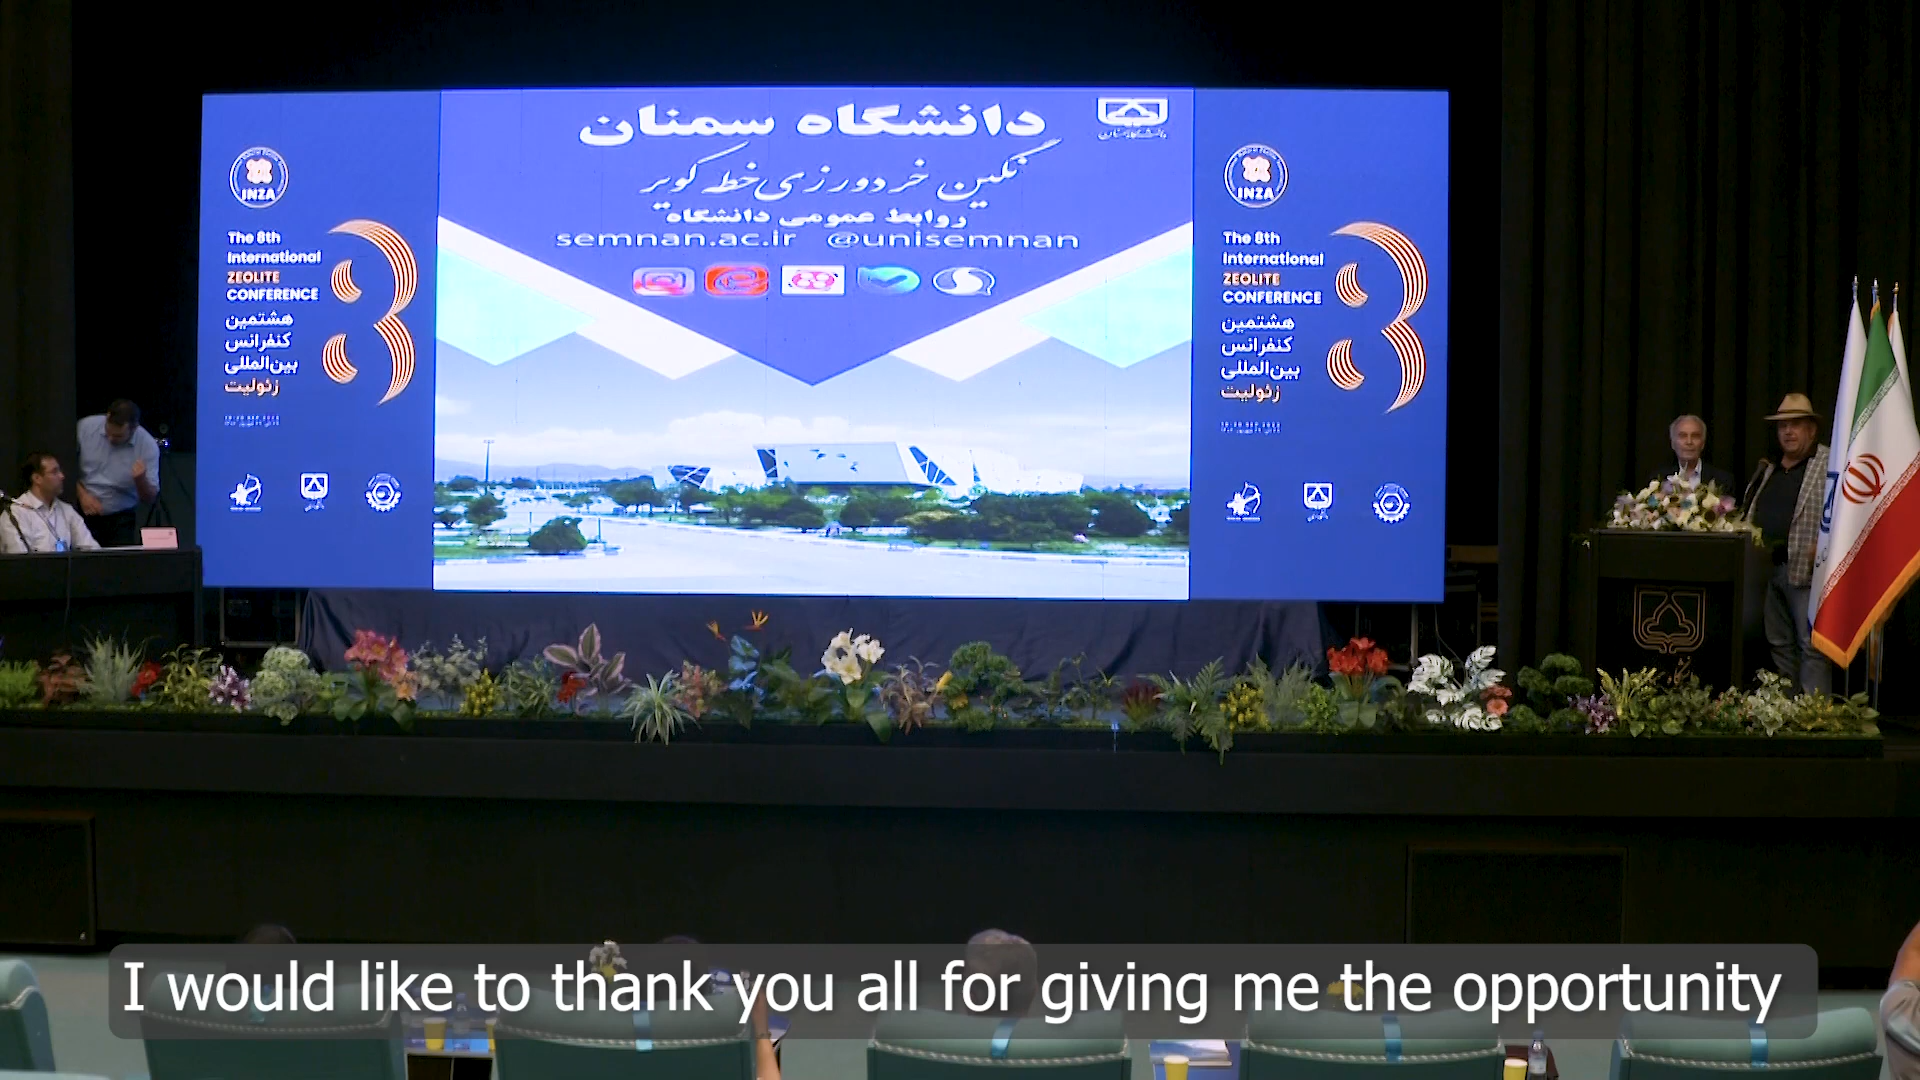 دانشگاه سمنان
نگین خردورزی خطه کویر
روابط عمومی دانشگاه
semnan.ac.ir @unisemnan
INZA
The 8th
International
ZEOLITE
CONFERENCE
هشتمین
کنفرانس
بین‌المللی
زئولیت
INZA
The 8th
International
ZEOLITE
CONFERENCE
هشتمین
کنفرانس
بین‌المللی
زئولیت
I would like to thank you all for giving me the opportunity